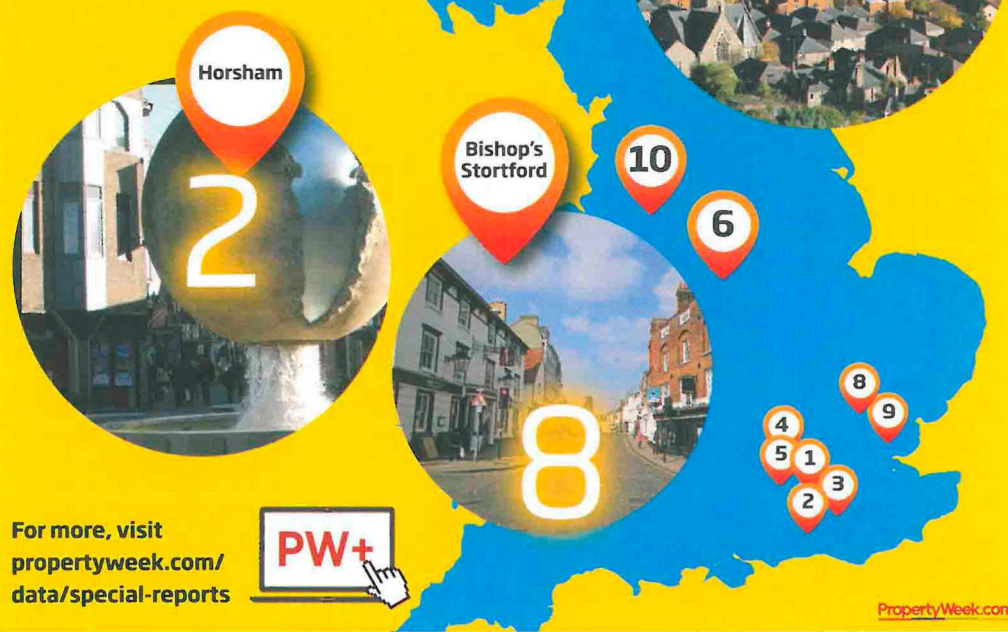 Horsham
2
Bishop's
Stortford
8
10
6
8
9
4
5
1
3
2
For more, visit
propertyweek.com/
data/special-reports
PW+
PropertyWeek.com